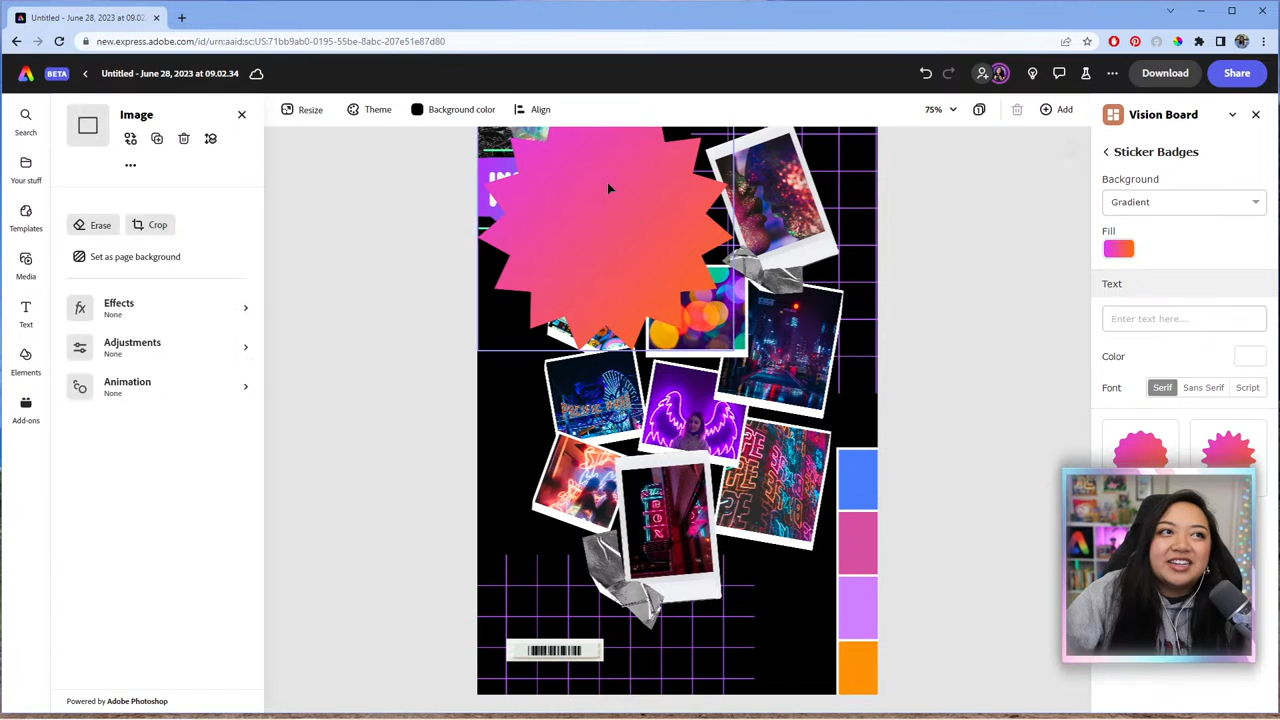 Untitled - June 28, 2023 at 09.02.
new.express.adobe.com/id/urn:aaid:sc:US:71bb9ab0-0195-55be-8abc-207e51e87d80
BETA
Untitled - June 28, 2023 at 09.02.34
Download
Share
Search
Your stuff
Templates
Media
Text
Elements
Add-ons
Image
Erase
Crop
Set as page background
Effects
None
Adjustments
None
Animation
None
Powered by Adobe Photoshop
Resize
Theme
Background color
Align
75%
Add
Vision Board
Sticker Badges
Background
Gradient
Fill
Text
Enter text here...
Color
Font
Serif
Sans Serif
Script